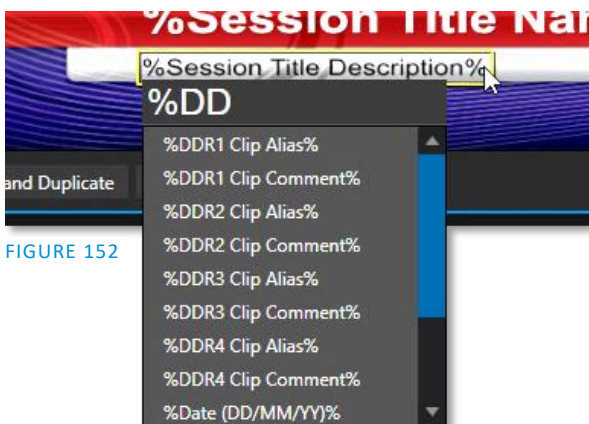 %Session Title Nam
%Session Title Description%
%DD
%DDR1 Clip Alias%
%DDR1 Clip Comment%
and Duplicate
%DDR2 Clip Alias%
%DDR2 Clip Comment%
FIGURE 152
%DDR3 Clip Alias%
%DDR3 Clip Comment%
%DDR4 Clip Alias%
%DDR4 Clip Comment%
%Date (DD/MM/YY)%